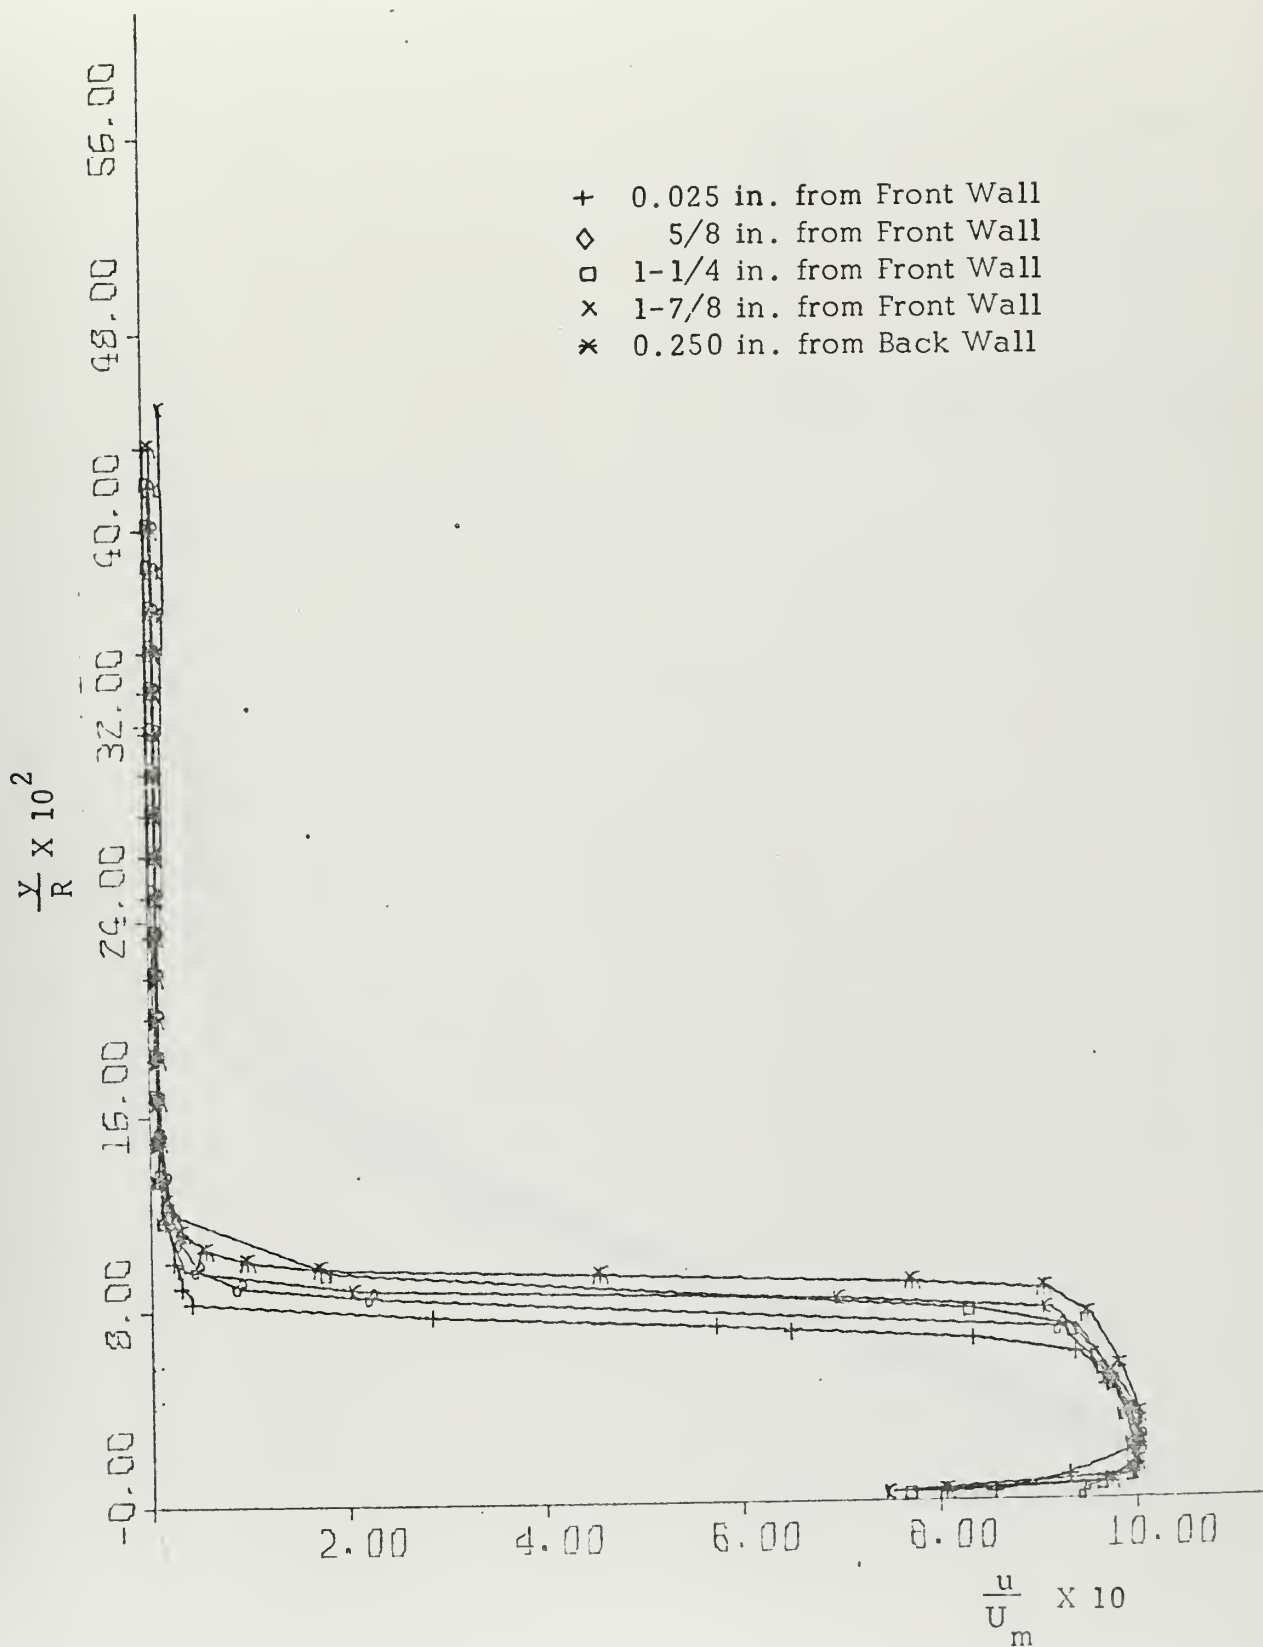 + 0.025 in. from Front Wall
◇ 5/8 in. from Front Wall
□ 1-1/4 in. from Front Wall
× 1-7/8 in. from Front Wall
⁎ 0.250 in. from Back Wall
56.00
48.00
40.00
32.00
24.00
16.00
8.00
0.00
y/R X 10²
2.00
4.00
6.00
8.00
10.00
u/U_m X 10